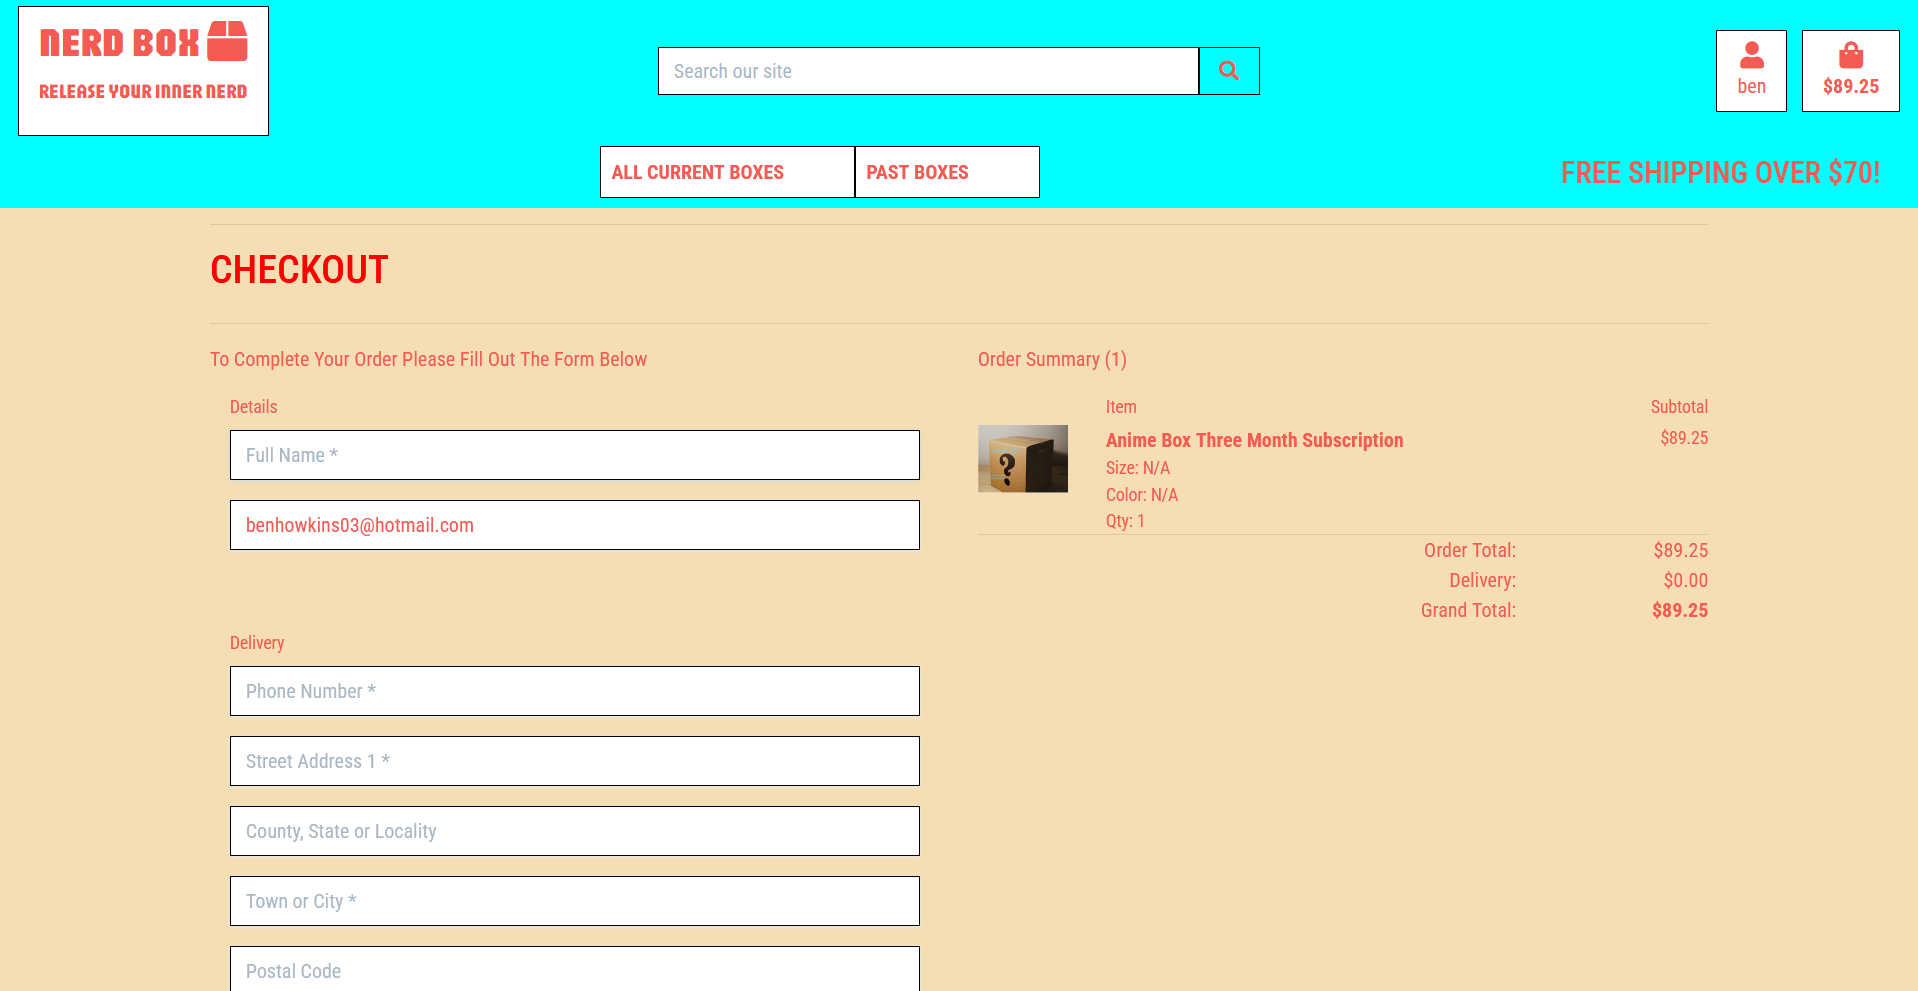 NERD BOX
RELEASE YOUR INNER NERD
Search our site
ben
$89.25
ALL CURRENT BOXES
PAST BOXES
FREE SHIPPING OVER $70!
CHECKOUT
To Complete Your Order Please Fill Out The Form Below
Details
Full Name *
benhowkins03@hotmail.com
Delivery
Phone Number *
Street Address 1 *
County, State or Locality
Town or City *
Postal Code
Order Summary (1)
Item Subtotal
Anime Box Three Month Subscription $89.25
?
Size: N/A
Color: N/A
Qty: 1
Order Total: $89.25
Delivery: $0.00
Grand Total: $89.25